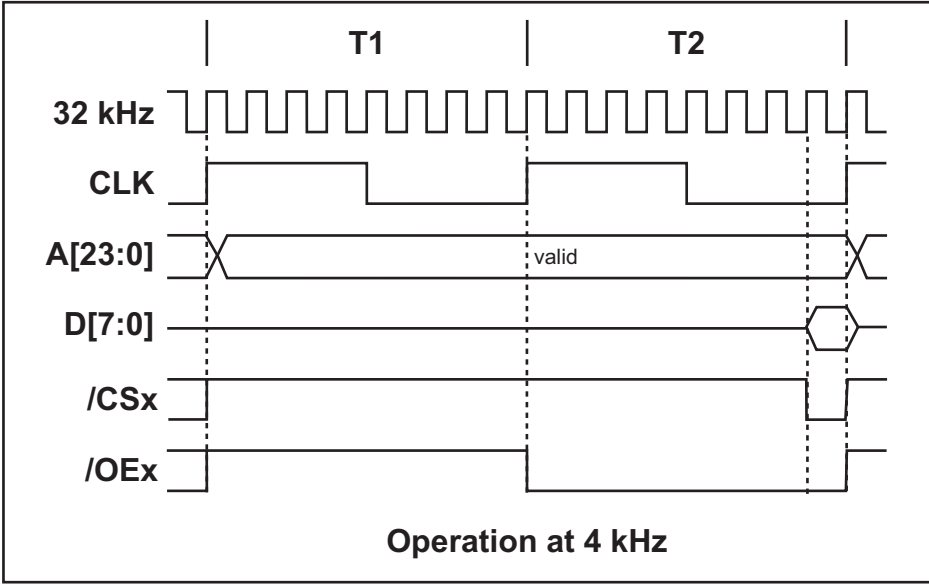 T1 T2
32 kHz
CLK
A[23:0] valid
D[7:0]
/CSx
/OEx
Operation at 4 kHz